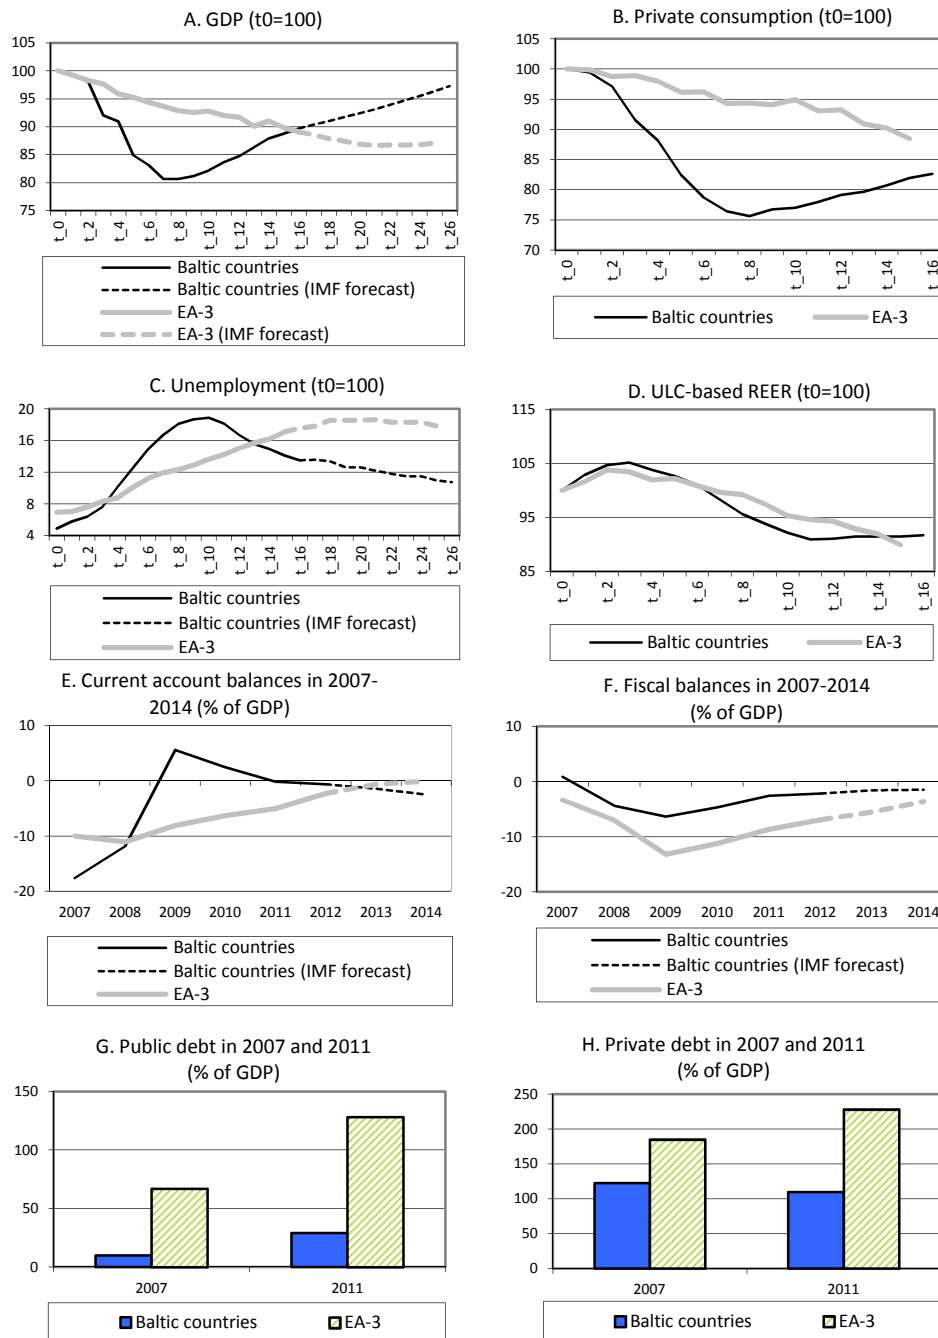 A. GDP (t0=100)
105
100
95
90
85
80
75
t_0
t_2
t_4
t_6
t_8
t_10
t_12
t_14
t_16
t_18
t_20
t_22
t_24
t_26
Baltic countries
Baltic countries (IMF forecast)
EA-3
EA-3 (IMF forecast)
B. Private consumption (t0=100)
105
100
95
90
85
80
75
70
t_0
t_2
t_4
t_6
t_8
t_10
t_12
t_14
t_16
Baltic countries
EA-3
C. Unemployment (t0=100)
20
16
12
8
4
t_0
t_2
t_4
t_6
t_8
t_10
t_12
t_14
t_16
t_18
t_20
t_22
t_24
t_26
Baltic countries
Baltic countries (IMF forecast)
EA-3
D. ULC-based REER (t0=100)
115
105
95
85
t_0
t_2
t_4
t_6
t_8
t_10
t_12
t_14
t_16
Baltic countries
EA-3
E. Current account balances in 2007-
2014 (% of GDP)
10
0
-10
-20
2007 2008 2009 2010 2011 2012 2013 2014
Baltic countries
Baltic countries (IMF forecast)
EA-3
F. Fiscal balances in 2007-2014
(% of GDP)
10
0
-10
-20
2007 2008 2009 2010 2011 2012 2013 2014
Baltic countries
Baltic countries (IMF forecast)
EA-3
G. Public debt in 2007 and 2011
(% of GDP)
150
100
50
0
2007 2011
Baltic countries EA-3
H. Private debt in 2007 and 2011
(% of GDP)
250
200
150
100
50
0
2007 2011
Baltic countries EA-3